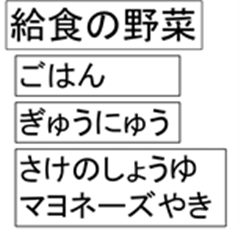 給食の野菜
ごはん
ぎゅうにゅう
さけのしょうゆ
マヨネーズやき